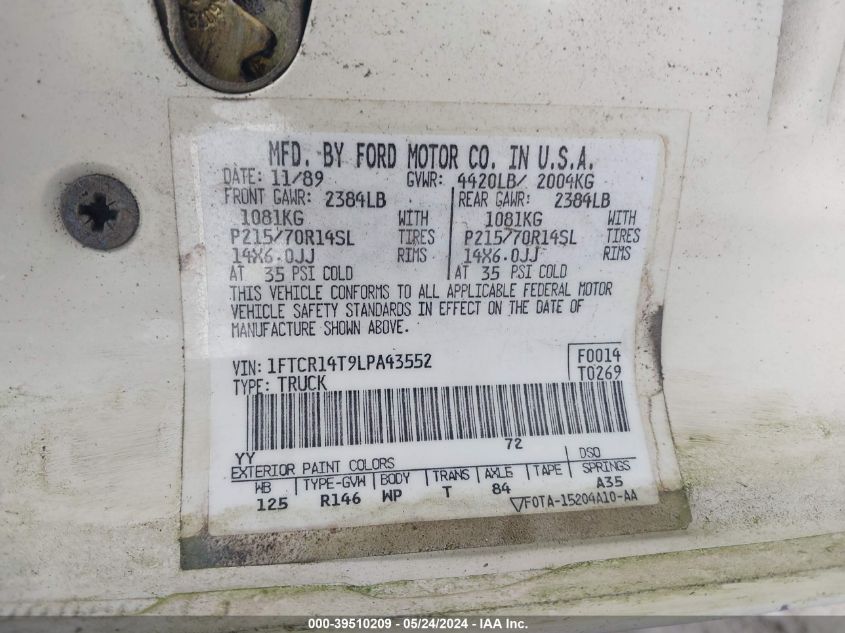 MFD. BY FORD MOTOR CO. IN U.S.A.
DATE: 11/89 GVWR: 4420LB/ 2004KG
FRONT GAWR: 2384LB REAR GAWR: 2384LB
1081KG WITH 1081KG WITH
P215/70R14SL TIRES P215/70R14SL TIRES
14X6.0JJ RIMS 14X6.0JJ RIMS
AT 35 PSI COLD AT 35 PSI COLD
THIS VEHICLE CONFORMS TO ALL APPLICABLE FEDERAL MOTOR
VEHICLE SAFETY STANDARDS IN EFFECT ON THE DATE OF
MANUFACTURE SHOWN ABOVE.
VIN: 1FTCR14T9LPA43552 F0014
TYPE: TRUCK T0269
YY 72
EXTERIOR PAINT COLORS DSO
WB TYPE-GVW BODY TRANS AXLE TAPE SPRINGS
125 R146 WP T 84 A35
F0TA-15204A10-AA
000-39510209 - 05/24/2024 - IAA Inc.